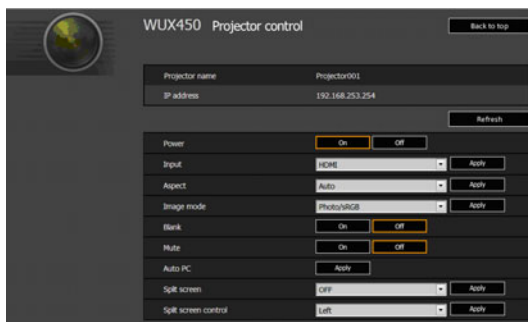 WUX450 Projector control
Back to top
Projector name Projector001
IP address 192.168.253.254
Refresh
Power On Off
Input HDMI Apply
Aspect Auto Apply
Image mode Photo/sRGB Apply
Blank On Off
Mute On Off
Auto PC Apply
Split screen OFF Apply
Split screen control Left Apply